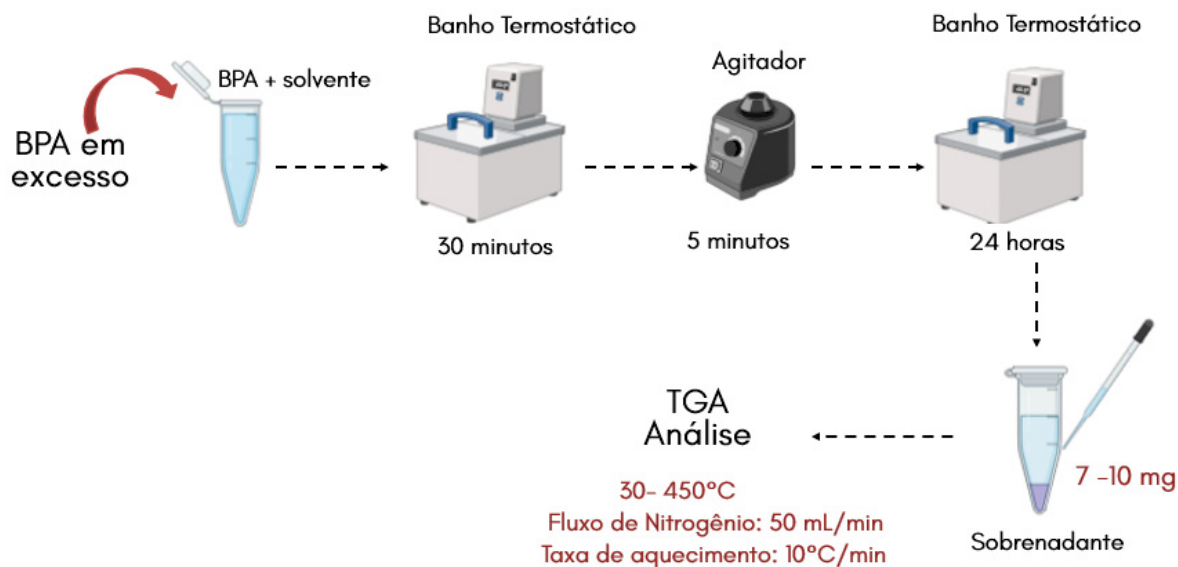 BPA em
excesso
BPA + solvente
Banho Termostático
30 minutos
Agitador
5 minutos
Banho Termostático
24 horas
7 -10 mg
Sobrenadante
TGA
Análise
30- 450°C
Fluxo de Nitrogênio: 50 mL/min
Taxa de aquecimento: 10°C/min